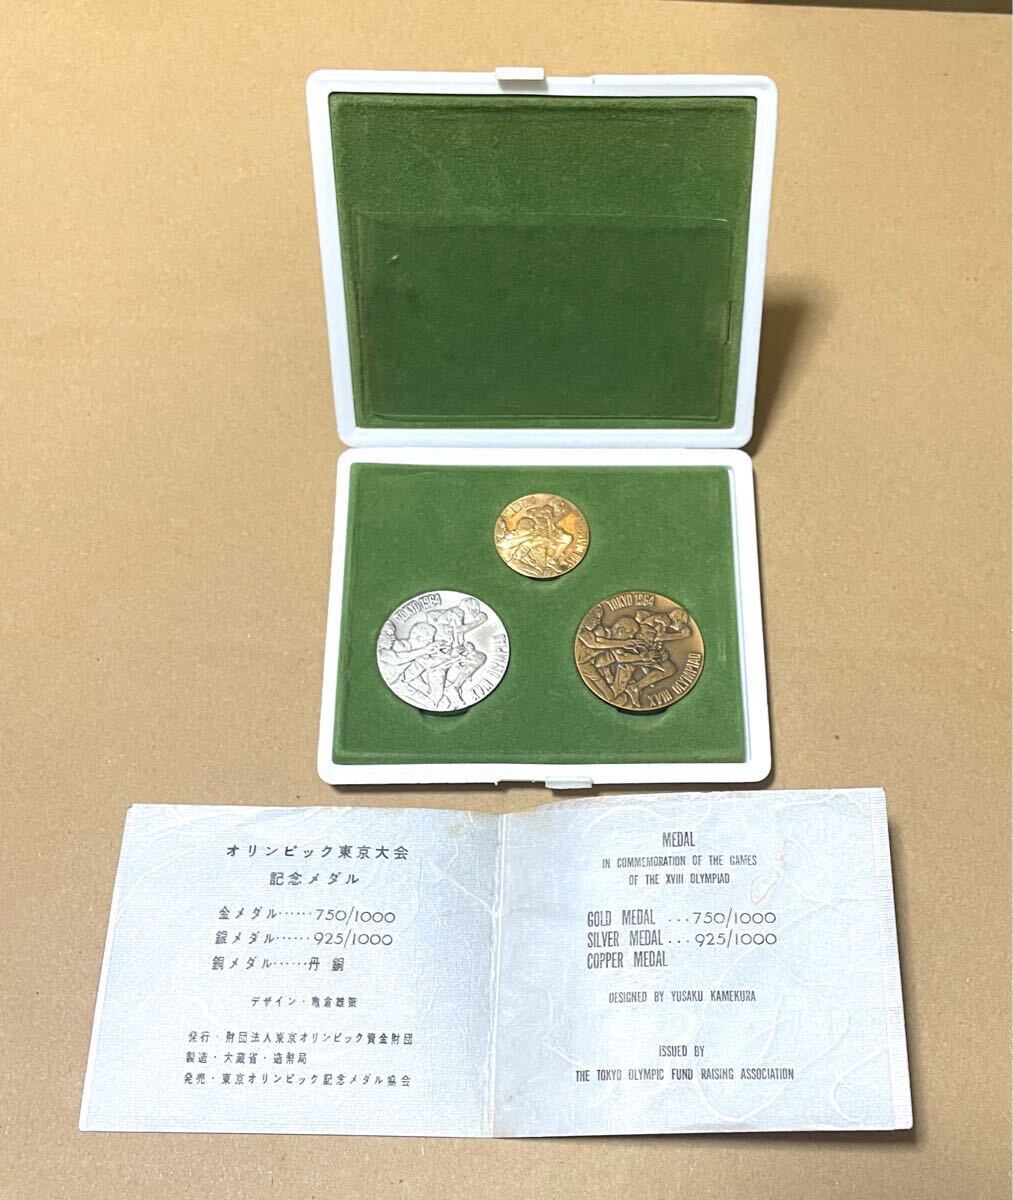 TOKYO 1964
XVIII OLYMPIAD
TOKYO 1964
XVIII OLYMPIAD
オリンピック東京大会
記念メダル
金メダル……750/1000
銀メダル……925/1000
銅メダル……丹銅
デザイン・亀倉雄策
発行・財団法人東京オリンピック資金財団
製造・大蔵省・造幣局
発売・東京オリンピック記念メダル協会
MEDAL
IN COMMEMORATION OF THE GAMES
OF THE XVIII OLYMPIAD
GOLD MEDAL ...750/1000
SILVER MEDAL...925/1000
COPPER MEDAL
DESIGNED BY YUSAKU KAMEKURA
ISSUED BY
THE TOKYO OLYMPIC FUND RAISING ASSOCIATION